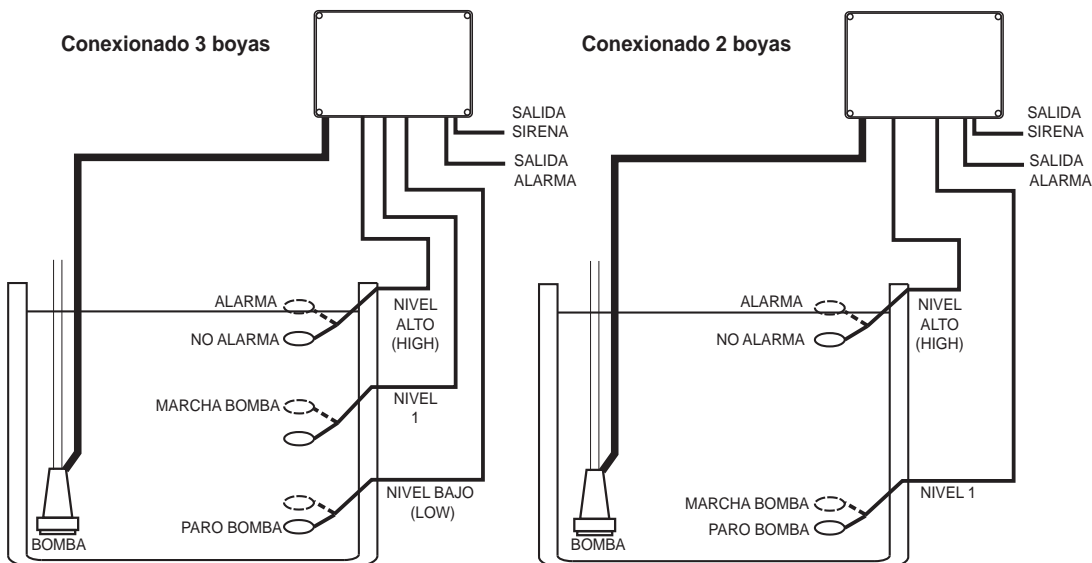 Conexionado 3 boyas
SALIDA
SIRENA
SALIDA
ALARMA
ALARMA
NO ALARMA
NIVEL
ALTO
(HIGH)
MARCHA BOMBA
NIVEL
1
NIVEL BAJO
(LOW)
PARO BOMBA
BOMBA
Conexionado 2 boyas
SALIDA
SIRENA
SALIDA
ALARMA
ALARMA
NO ALARMA
NIVEL
ALTO
(HIGH)
MARCHA BOMBA
NIVEL 1
PARO BOMBA
BOMBA